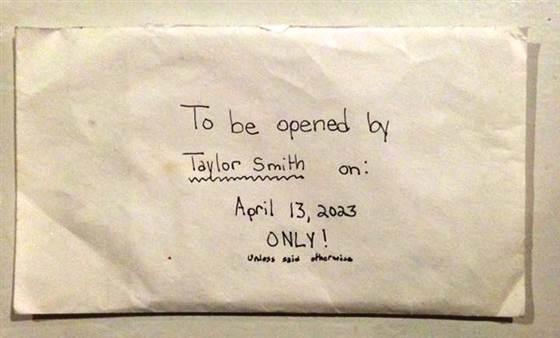 To be opened by
Taylor Smith on:
April 13, 2023
ONLY!
unless said otherwise